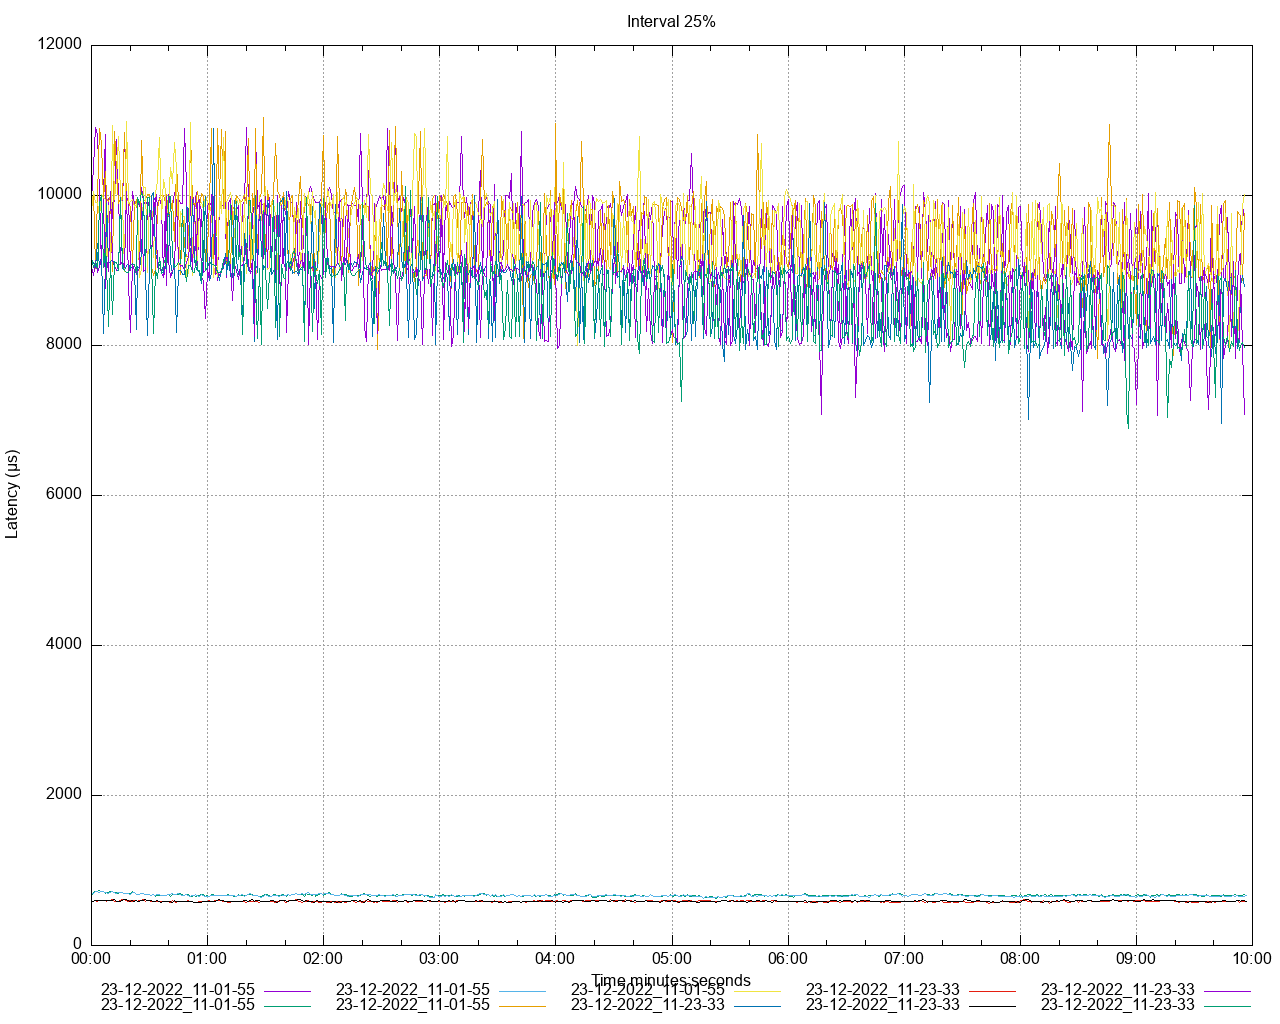 Interval 25%
12000
10000
8000
6000
4000
2000
0
Latency (µs)
00:00 01:00 02:00 03:00 04:00 05:00 06:00 07:00 08:00 09:00 10:00
Time minutes:seconds
23-12-2022_11-01-55 23-12-2022_11-01-55 23-12-2022_11-01-55 23-12-2022_11-23-33 23-12-2022_11-23-33
23-12-2022_11-01-55 23-12-2022_11-01-55 23-12-2022_11-23-33 23-12-2022_11-23-33 23-12-2022_11-23-33